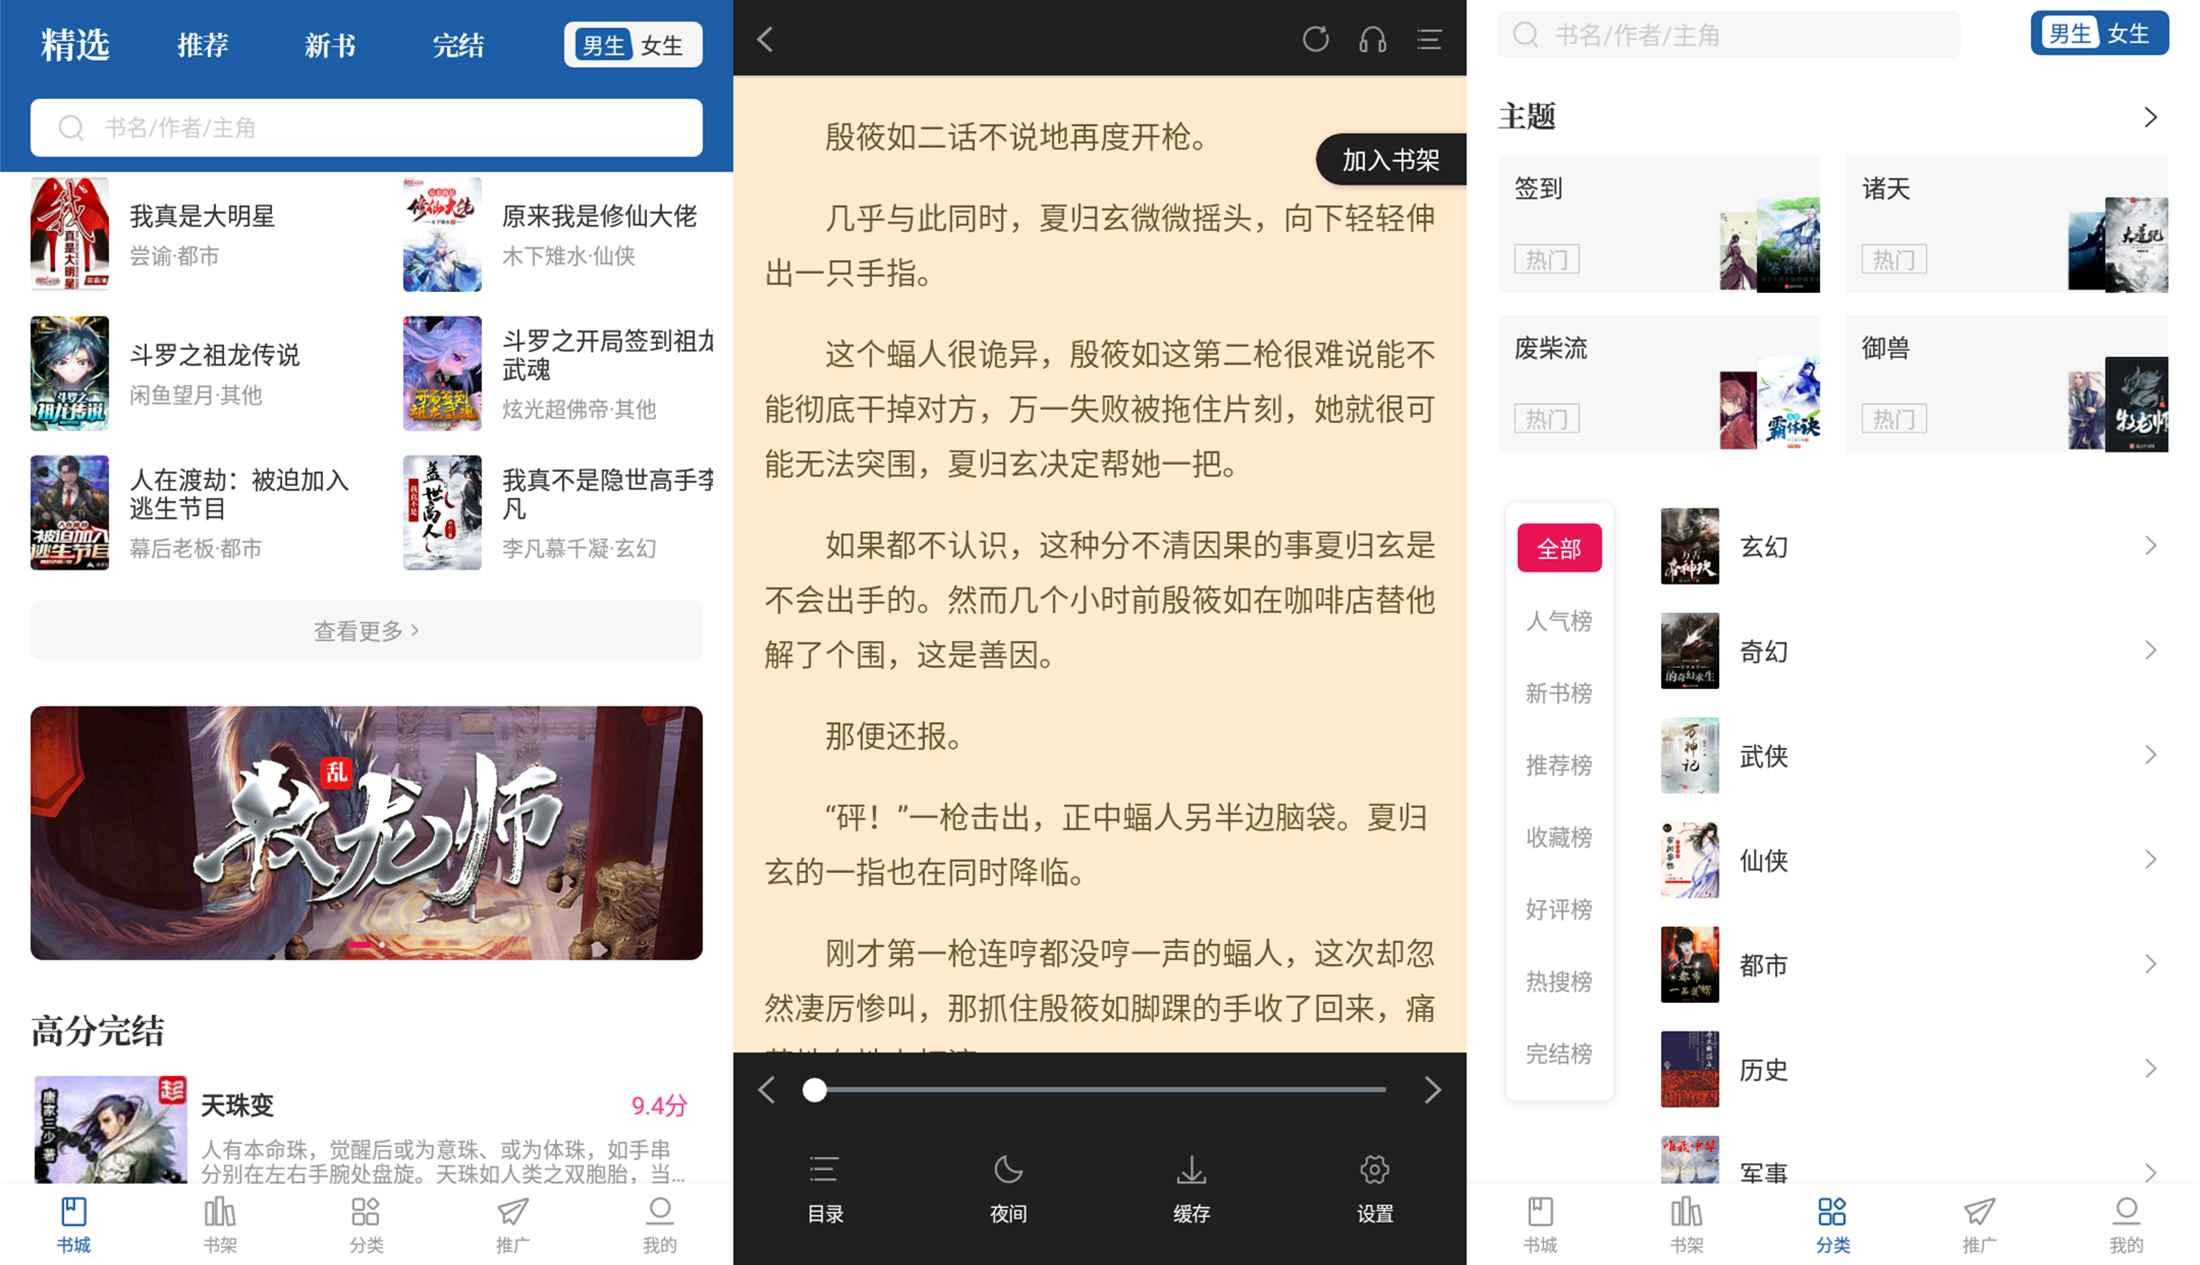 精选 推荐 新书 完结 男生 女生
书名/作者/主角
我真是大明星
尝谕·都市
原来我是修仙大佬
木下雉水·仙侠
斗罗之祖龙传说
闲鱼望月·其他
斗罗之开局签到祖龙
武魂
炫光超佛帝·其他
人在渡劫：被迫加入
逃生节目
幕后老板·都市
我真不是隐世高手李
凡
李凡慕千凝·玄幻
查看更多
乱
牧龙师
高分完结
天珠变
9.4分
人有本命珠，觉醒后或为意珠、或为体珠，如手串
分别在左右手腕处盘旋。天珠如人类之双胞胎，当...
书城 书架 分类 推广 我的
加入书架
殷筱如二话不说地再度开枪。
几乎与此同时，夏归玄微微摇头，向下轻轻伸
出一只手指。
这个蝠人很诡异，殷筱如这第二枪很难说能不
能彻底干掉对方，万一失败被拖住片刻，她就很可
能无法突围，夏归玄决定帮她一把。
如果都不认识，这种分不清因果的事夏归玄是
不会出手的。然而几个小时前殷筱如在咖啡店替他
解了个围，这是善因。
那便还报。
“砰！”一枪击出，正中蝠人另半边脑袋。夏归
玄的一指也在同时降临。
刚才第一枪连哼都没哼一声的蝠人，这次却忽
然凄厉惨叫，那抓住殷筱如脚踝的手收了回来，痛
目录 夜间 缓存 设置
书名/作者/主角
男生 女生
主题
签到
热门
诸天
热门
废柴流
热门
御兽
热门
全部
人气榜
新书榜
推荐榜
收藏榜
好评榜
热搜榜
完结榜
玄幻
奇幻
武侠
仙侠
都市
历史
军事
书城 书架 分类 推广 我的